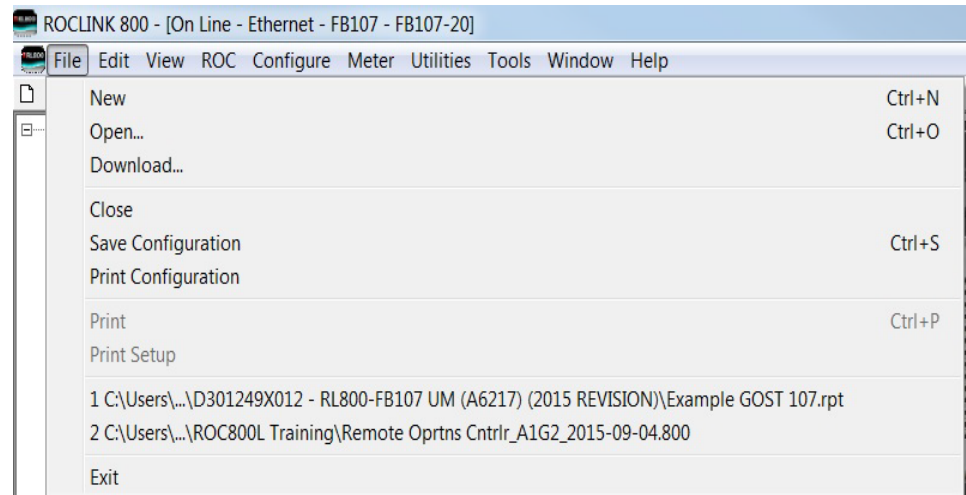 ROCLINK 800 - [On Line - Ethernet - FB107 - FB107-20]
File Edit View ROC Configure Meter Utilities Tools Window Help
New Ctrl+N
Open... Ctrl+O
Download...
Close
Save Configuration Ctrl+S
Print Configuration
Print Ctrl+P
Print Setup
1 C:\Users\...\D301249X012 - RL800-FB107 UM (A6217) (2015 REVISION)\Example GOST 107.rpt
2 C:\Users\...\ROC800L Training\Remote Oprtns Cntrlr_A1G2_2015-09-04.800
Exit